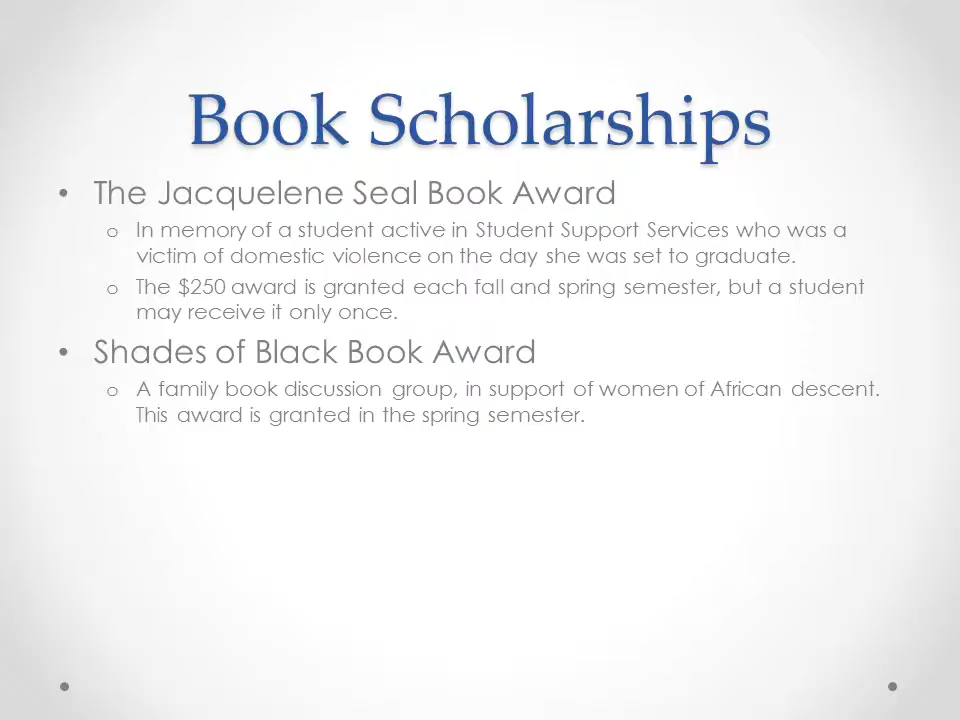 Book Scholarships
• The Jacquelene Seal Book Award
o In memory of a student active in Student Support Services who was a
victim of domestic violence on the day she was set to graduate.
o The $250 award is granted each fall and spring semester, but a student
may receive it only once.
• Shades of Black Book Award
o A family book discussion group, in support of women of African descent.
This award is granted in the spring semester.